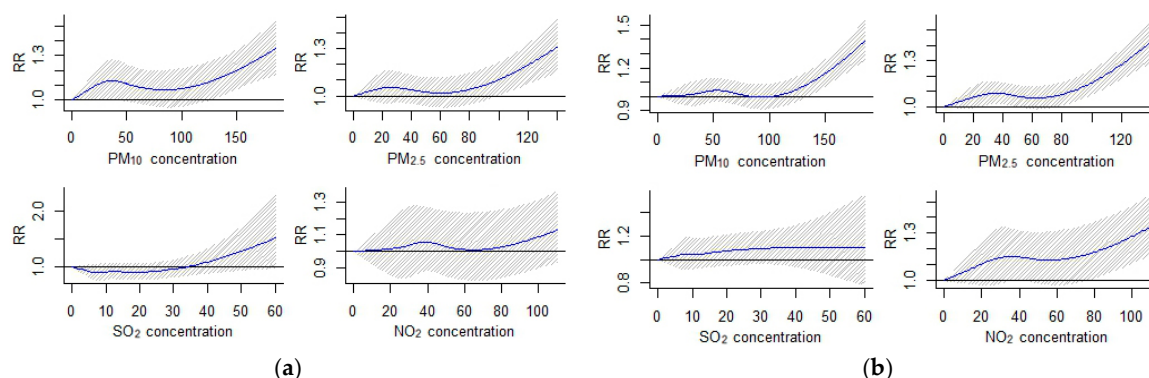 RR
1.0 1.3
0 50 100 150
PM10 concentration
RR
1.0 1.3
0 20 40 60 80 100 120
PM2.5 concentration
RR
0.9 1.2 1.5
0 50 100 150
PM10 concentration
RR
1.0 1.3
0 20 40 60 80 120
PM2.5 concentration
RR
1.0 2.0
0 10 20 30 40 50 60
SO2 concentration
RR
0.9 1.1 1.3
0 20 40 60 80 100
NO2 concentration
RR
0.8 1.2
0 10 20 30 40 50 60
SO2 concentration
RR
1.0 1.3
0 20 40 60 80 100
NO2 concentration
(a)
(b)